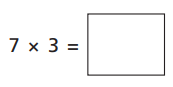 7 × 3 =